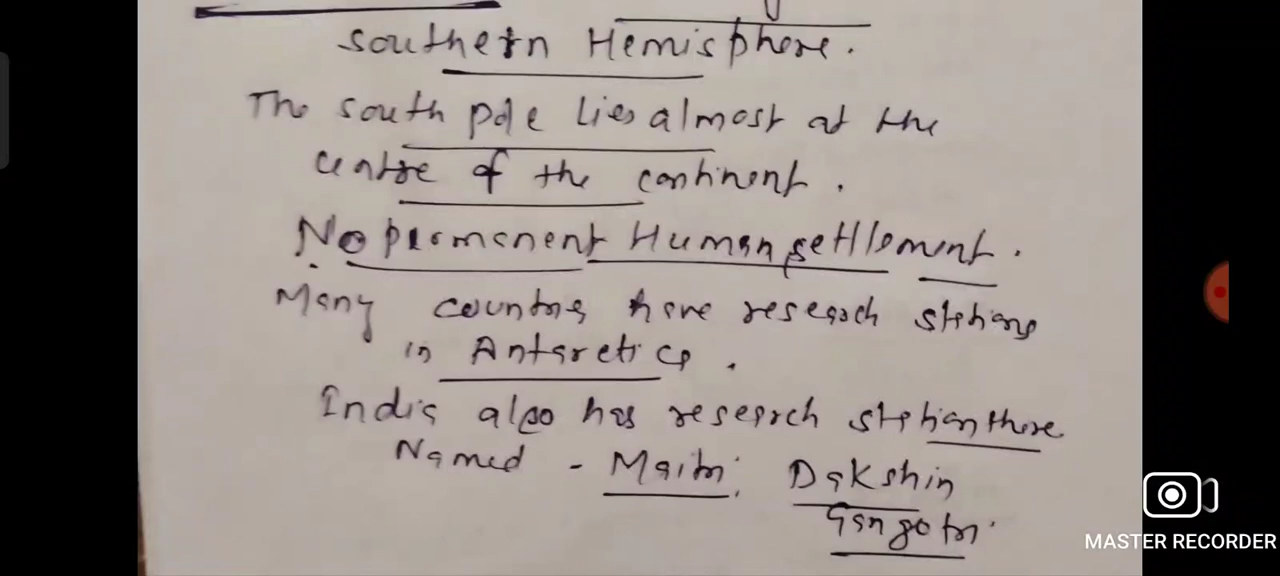 southern Hemisphere.
The south pole lies almost at the
centre of the continent.
No permanent Human settlement.
Many countries have research stations
in Antarctica.
India also has research station there
Named - Maitri, Dakshin
Gangotri.
MASTER RECORDER